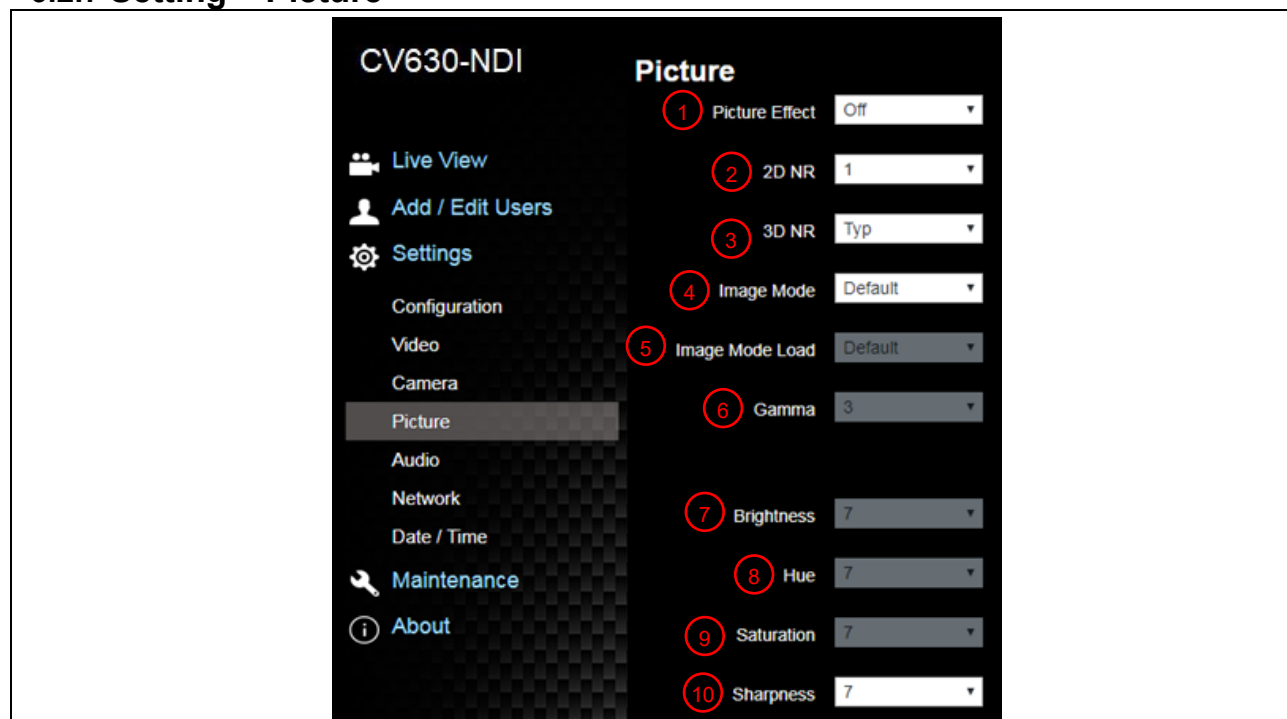 CV630-NDI
Live View
Add / Edit Users
Settings
Configuration
Video
Camera
Picture
Audio
Network
Date / Time
Maintenance
About
Picture
1 Picture Effect Off
2 2D NR 1
3 3D NR Typ
4 Image Mode Default
5 Image Mode Load Default
6 Gamma 3
7 Brightness 7
8 Hue 7
9 Saturation 7
10 Sharpness 7